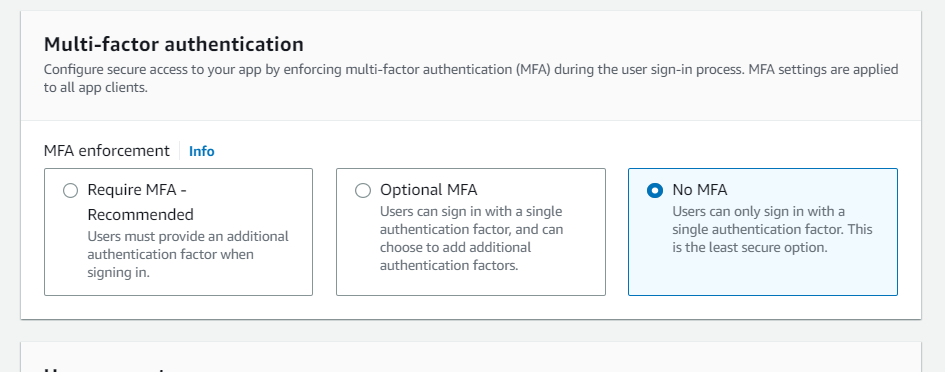 Multi-factor authentication
Configure secure access to your app by enforcing multi-factor authentication (MFA) during the user sign-in process. MFA settings are applied
to all app clients.
MFA enforcement
Info
Require MFA -
Recommended
Users must provide an additional
authentication factor when
signing in.
Optional MFA
Users can sign in with a single
authentication factor, and can
choose to add additional
authentication factors.
No MFA
Users can only sign in with a
single authentication factor. This
is the least secure option.